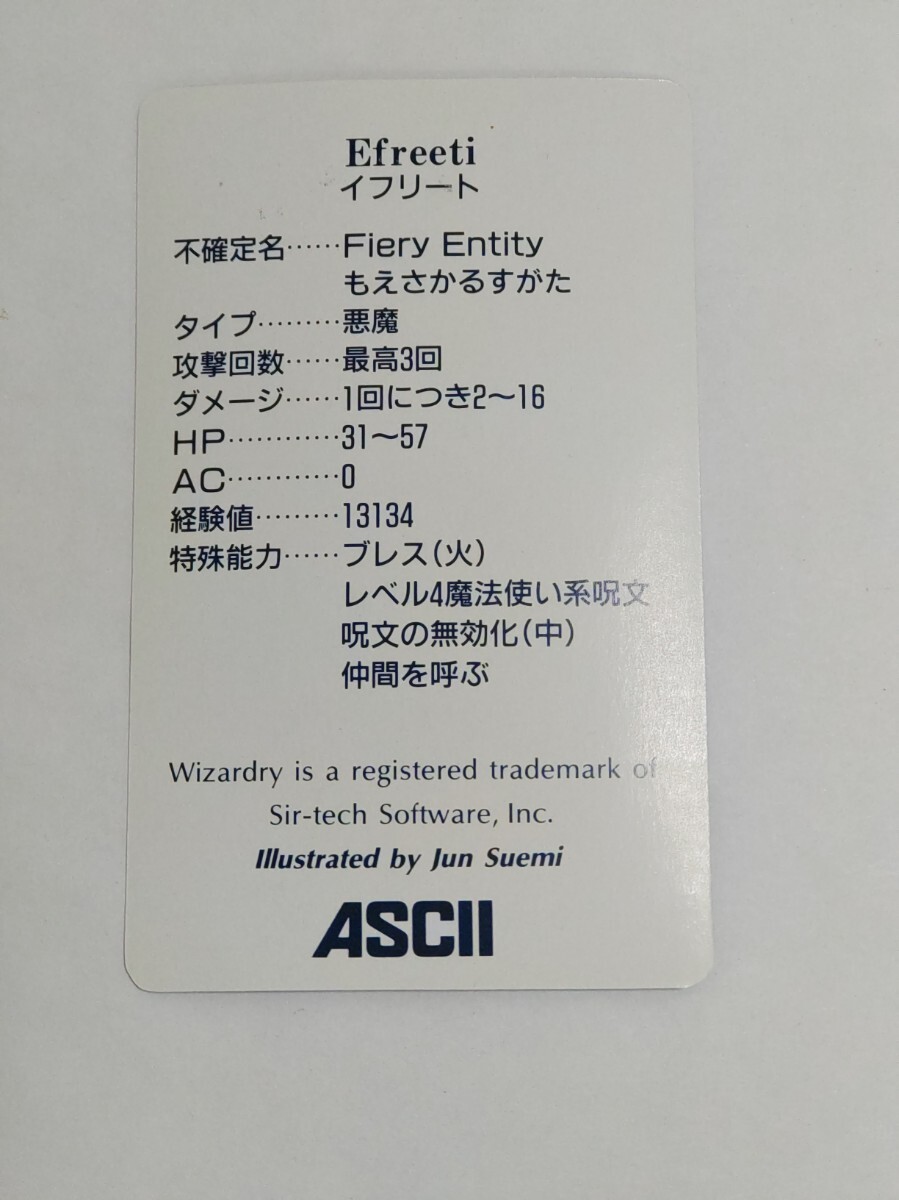 Efreeti
イフリート
不確定名……Fiery Entity
もえさかるすがた
タイプ………悪魔
攻撃回数……最高3回
ダメージ……1回につき2〜16
HP…………31〜57
AC…………0
経験値………13134
特殊能力……ブレス(火)
レベル4魔法使い系呪文
呪文の無効化(中)
仲間を呼ぶ
Wizardry is a registered trademark of
Sir-tech Software, Inc.
Illustrated by Jun Suemi
ASCII